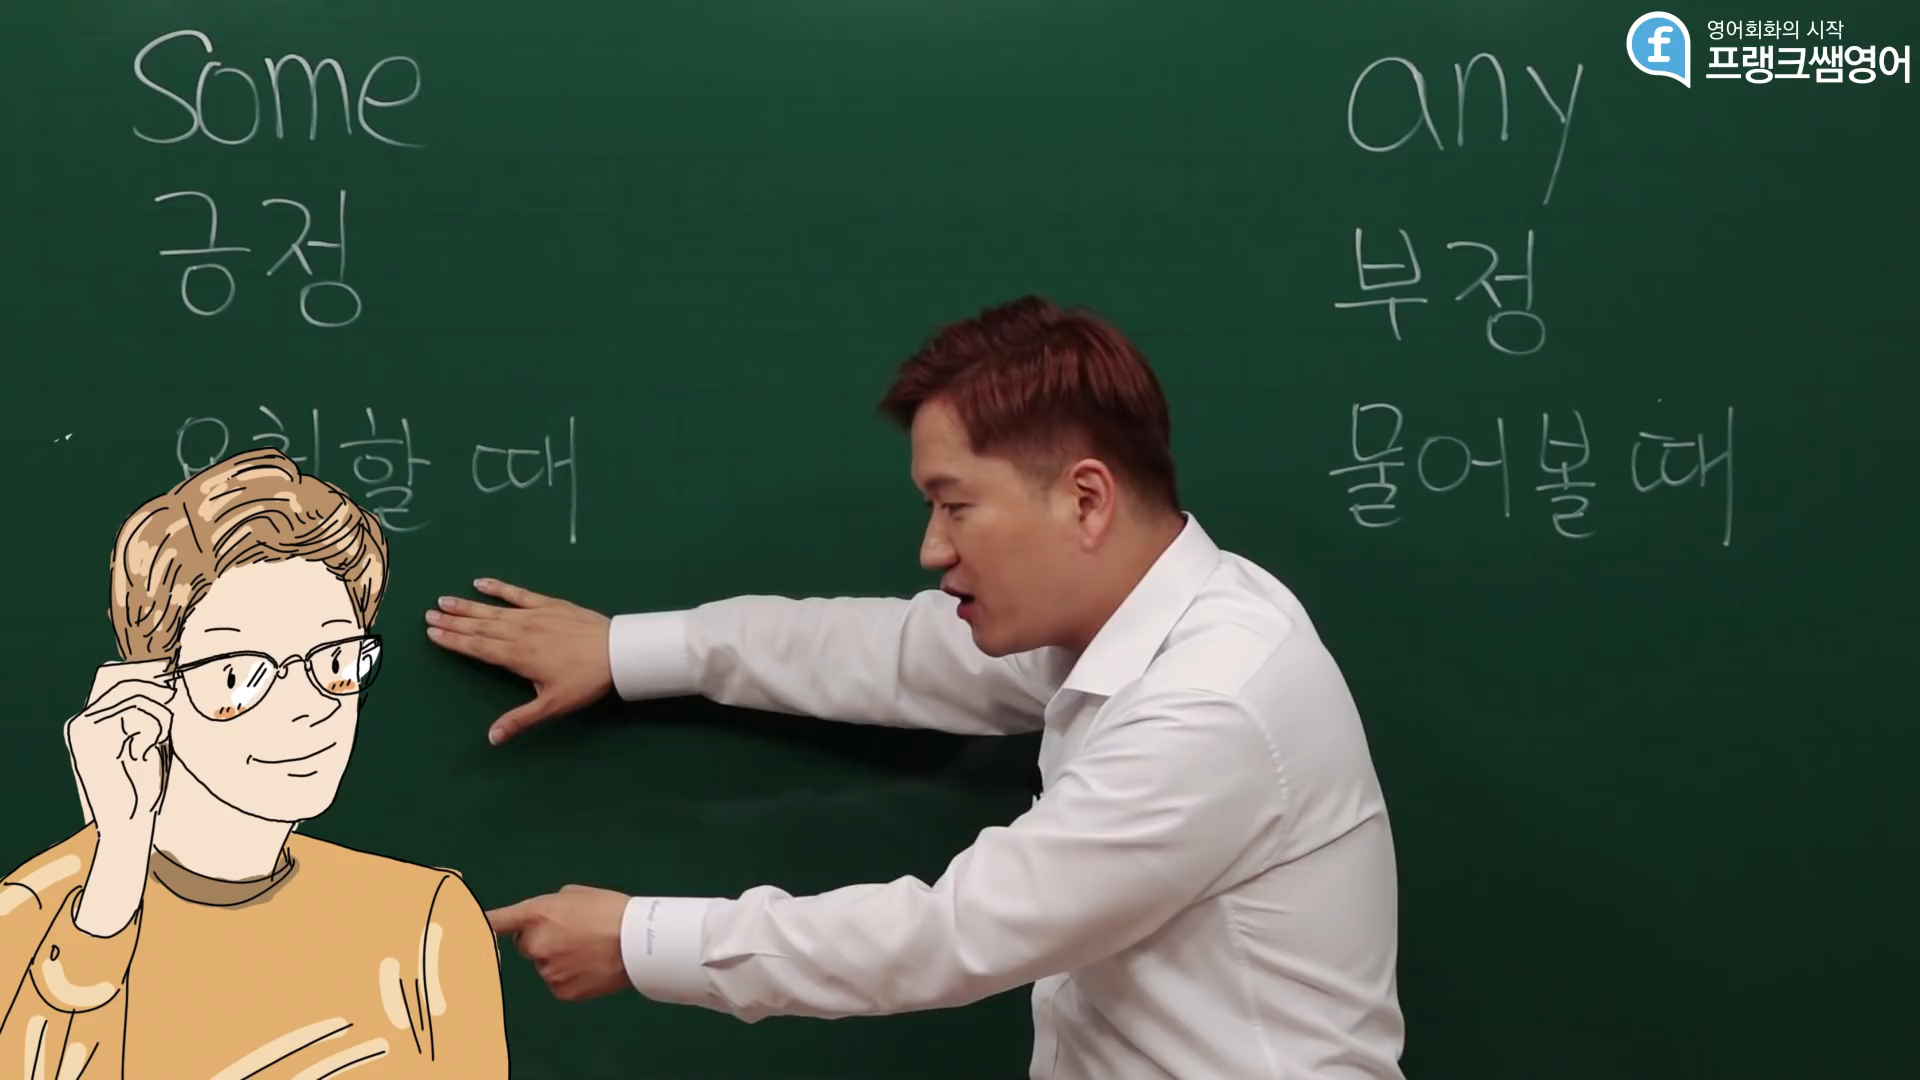 some
긍정
할 때
any
부정
물어볼 때
f
영어회화의 시작
프랭크쌤영어